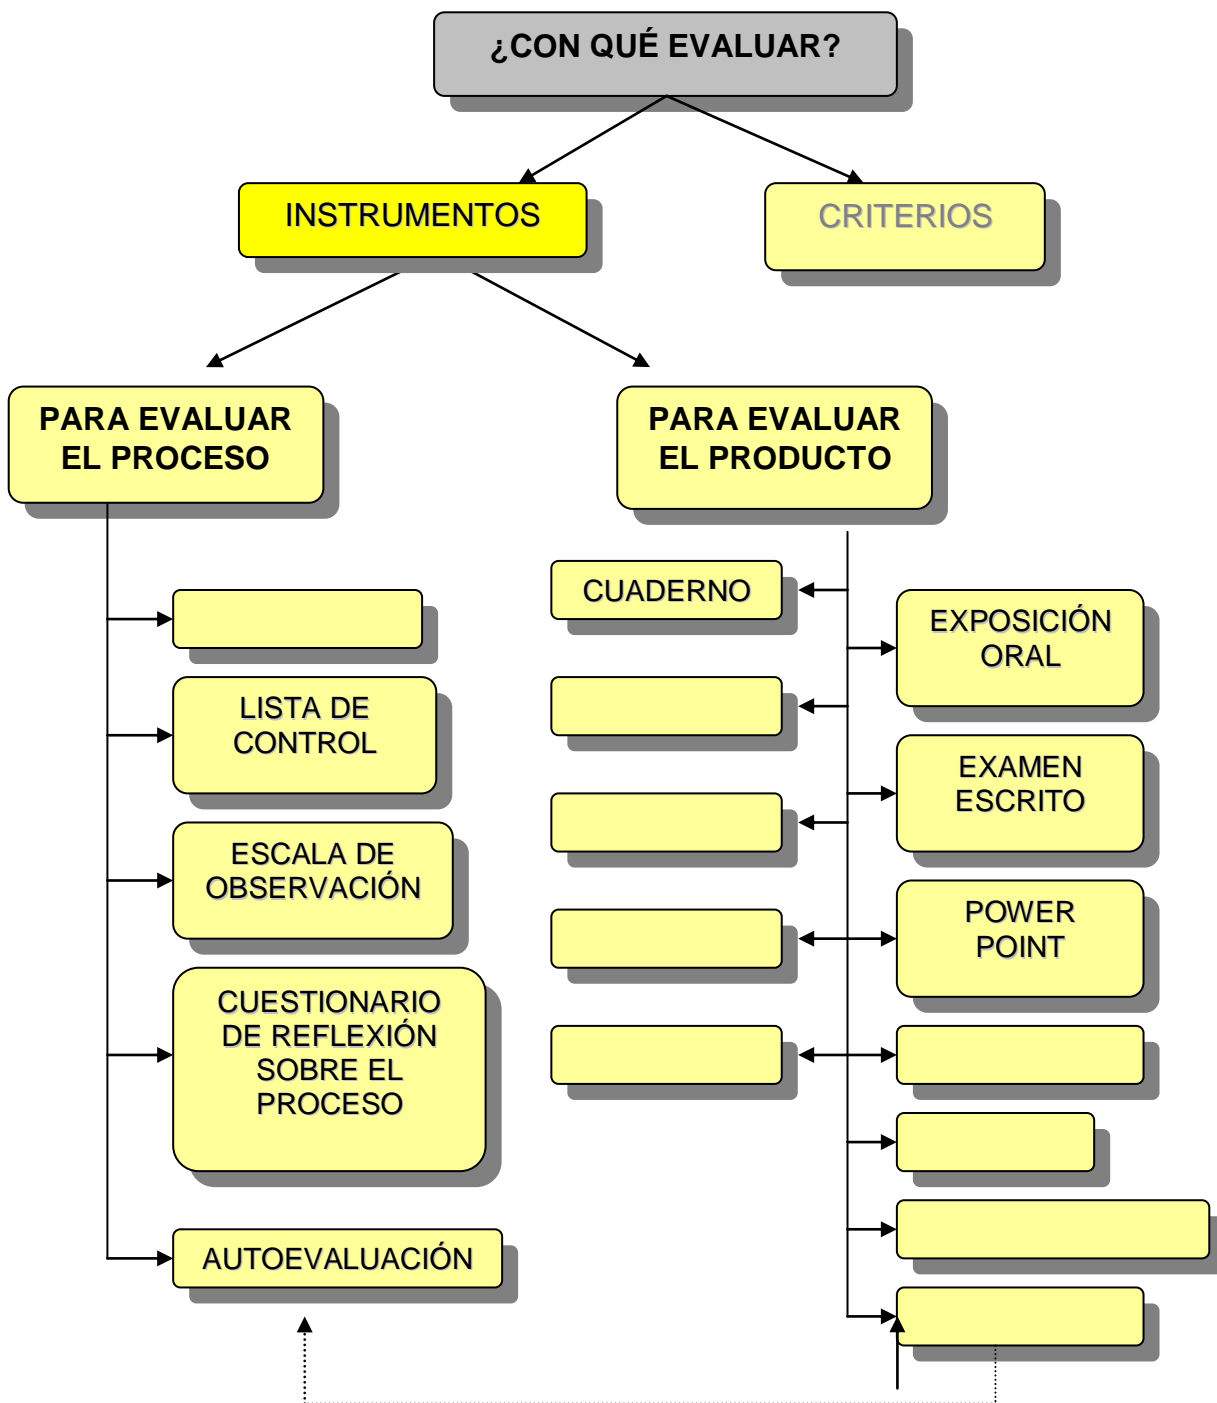 ¿CON QUÉ EVALUAR?
INSTRUMENTOS
CRITERIOS
PARA EVALUAR
EL PROCESO
PARA EVALUAR
EL PRODUCTO
LISTA DE
CONTROL
ESCALA DE
OBSERVACIÓN
CUESTIONARIO
DE REFLEXIÓN
SOBRE EL
PROCESO
AUTOEVALUACIÓN
CUADERNO
EXPOSICIÓN
ORAL
EXAMEN
ESCRITO
POWER
POINT